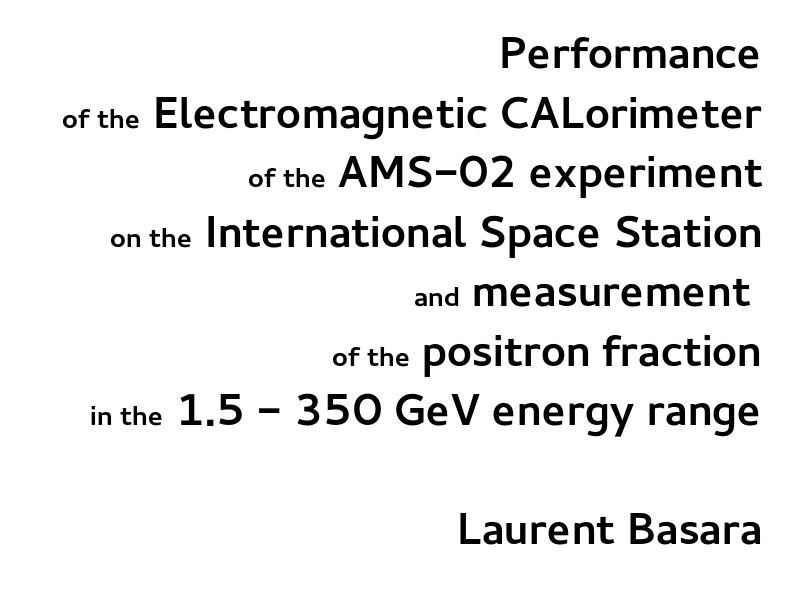 Performance
of the Electromagnetic CALorimeter
of the AMS-02 experiment
on the International Space Station
and measurement
of the positron fraction
in the 1.5 - 350 GeV energy range
Laurent Basara